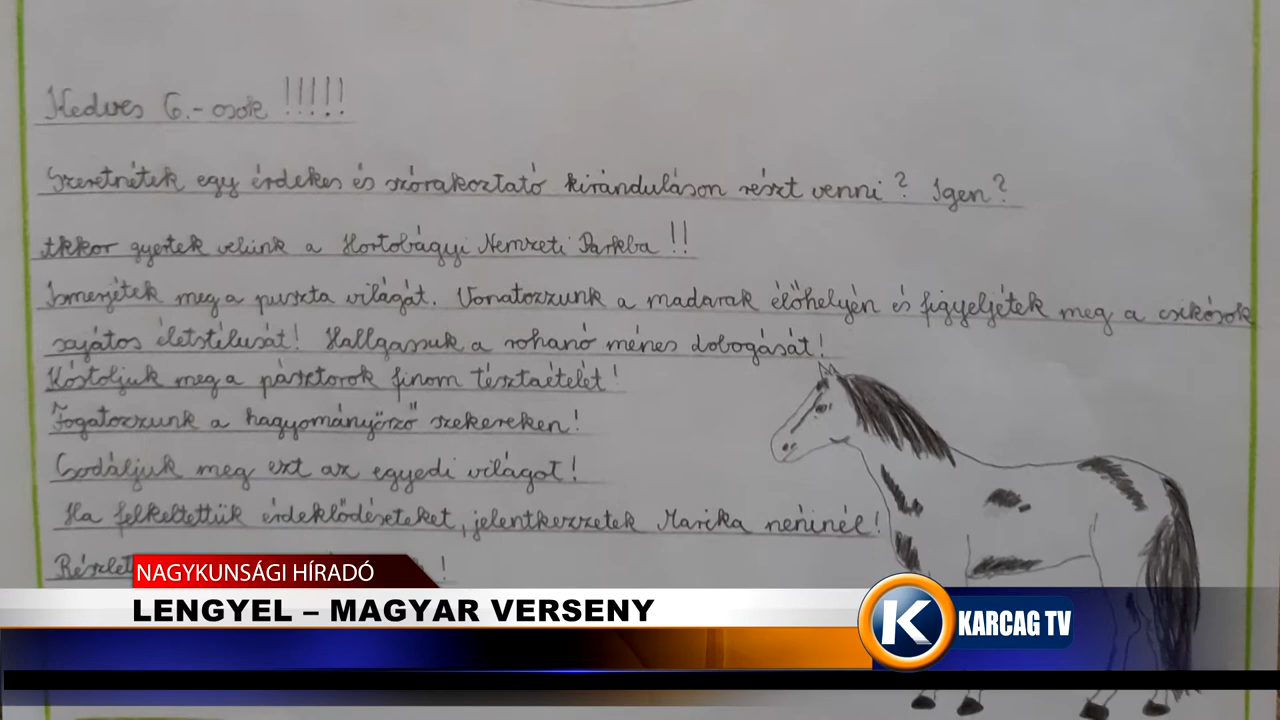 Kedves 6.-osok !!!!!
Szeretnétek egy érdekes és szórakoztató kiránduláson részt venni? Igen?
Akkor gyertek velünk a Hortobágyi Nemzeti Parkba !!
Ismerjétek meg a puszta világát. Vonatozzunk a madarak élőhelyén és figyeljétek meg a csikósok
sajátos életstílusát! Hallgassuk a rohanó ménes dobogását!
Kóstoljuk meg a pásztorok finom tésztaételét!
Fogatozzunk a hagyományőrző szekereken!
Csodáljuk meg ezt az egyedi világot!
Ha felkeltettük érdeklődéseteket, jelentkezzetek Marika néninél!
!
NAGYKUNSÁGI HÍRADÓ
LENGYEL – MAGYAR VERSENY
K KARCAG TV